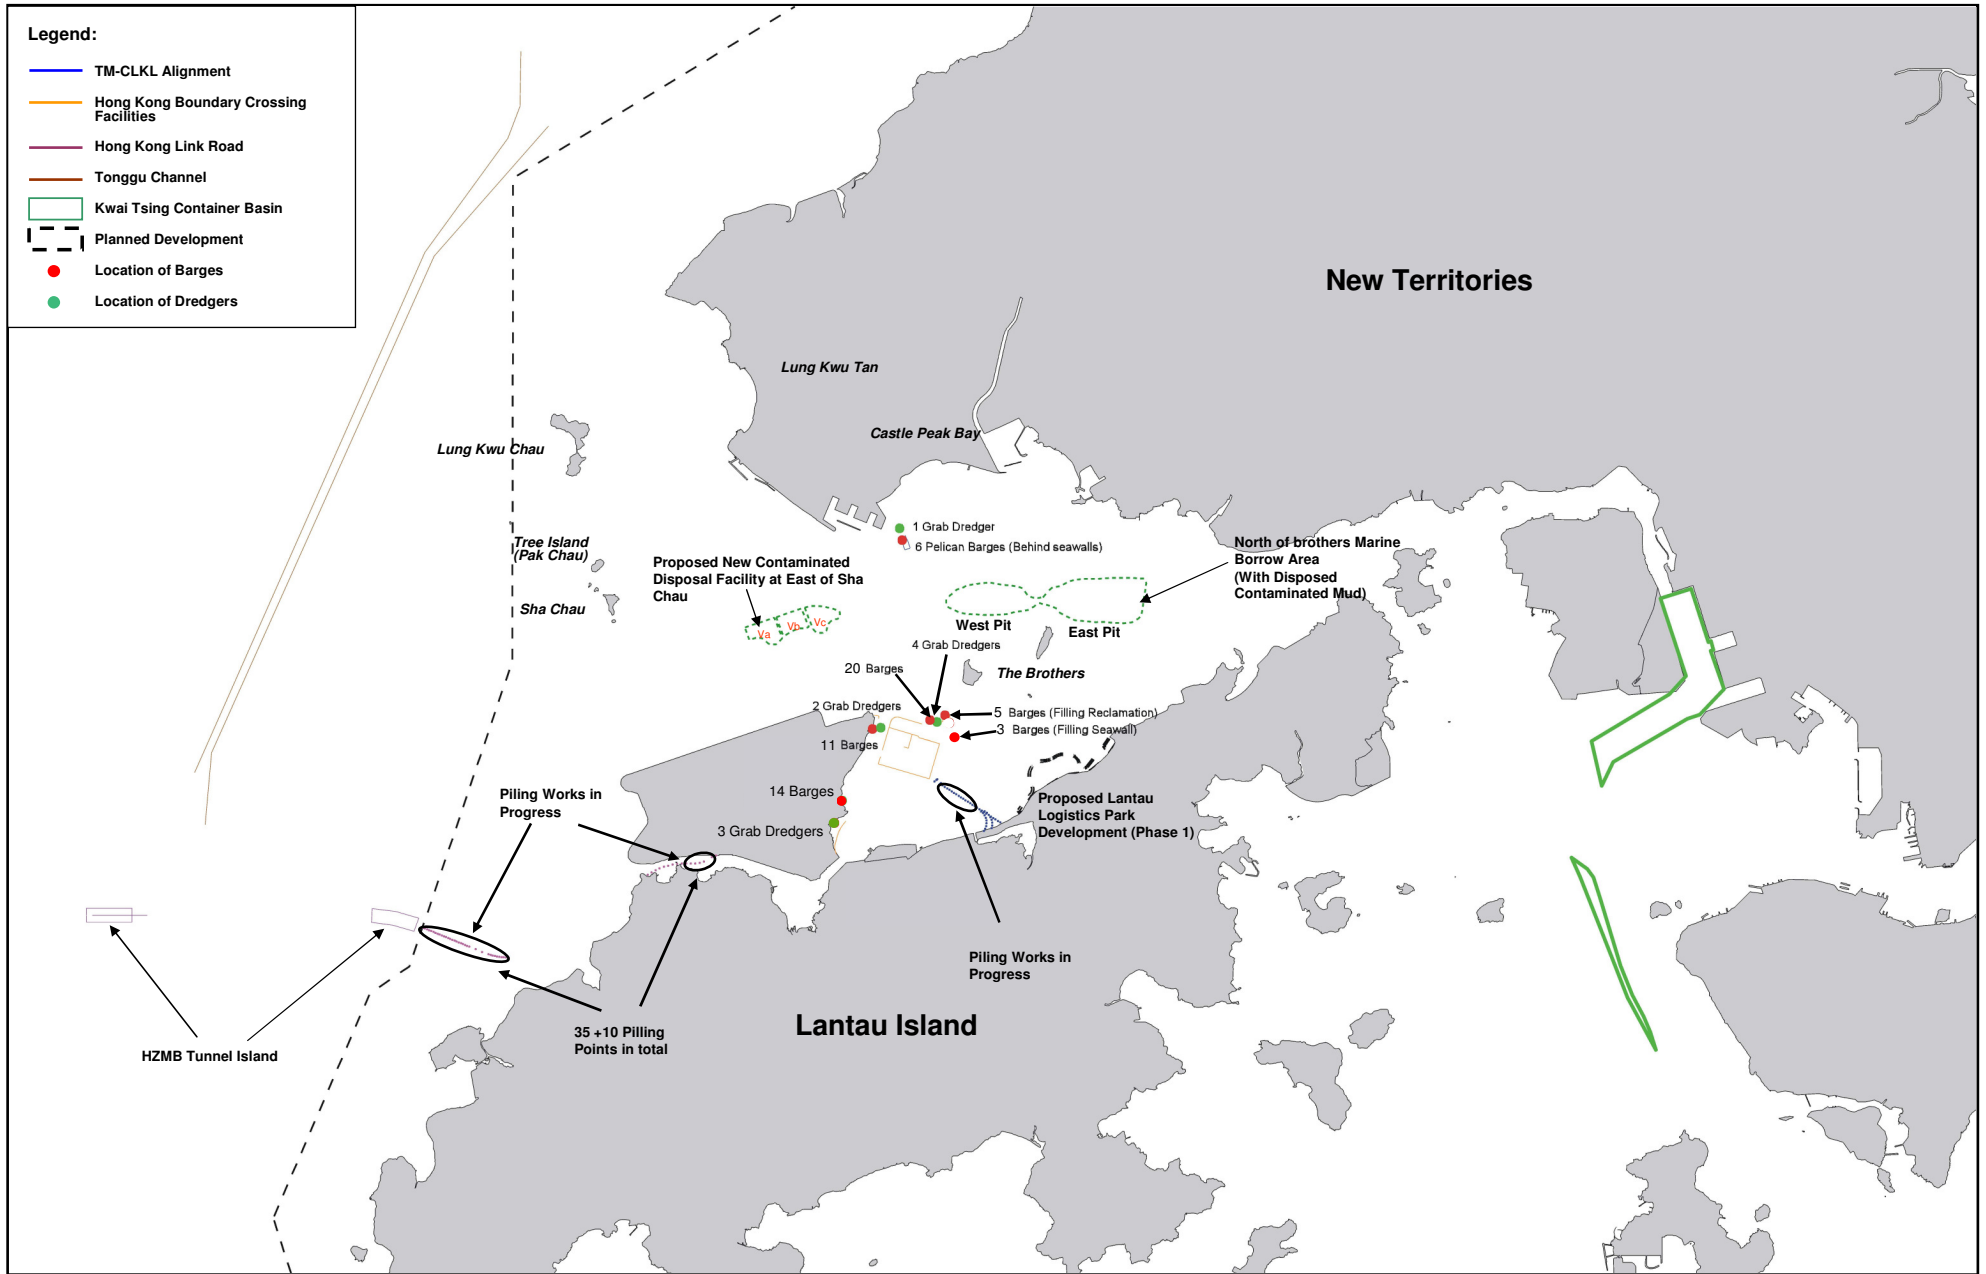 Legend:
TM-CLKL Alignment
Hong Kong Boundary Crossing
Facilities
Hong Kong Link Road
Tonggu Channel
Kwai Tsing Container Basin
Planned Development
Location of Barges
Location of Dredgers
New Territories
Lung Kwu Tan
Castle Peak Bay
Lung Kwu Chau
Tree Island
(Pak Chau)
Sha Chau
1 Grab Dredger
6 Pelican Barges (Behind seawalls)
Proposed New Contaminated
Disposal Facility at East of Sha
Chau
Va
Vb
Vc
North of brothers Marine
Borrow Area
(With Disposed
Contaminated Mud)
West Pit
East Pit
4 Grab Dredgers
20 Barges
The Brothers
2 Grab Dredgers
5 Barges (Filling Reclamation)
3 Barges (Filling Seawall)
11 Barges
14 Barges
3 Grab Dredgers
Piling Works in
Progress
Proposed Lantau
Logistics Park
Development (Phase 1)
Piling Works in
Progress
Lantau Island
35 +10 Pilling
Points in total
HZMB Tunnel Island